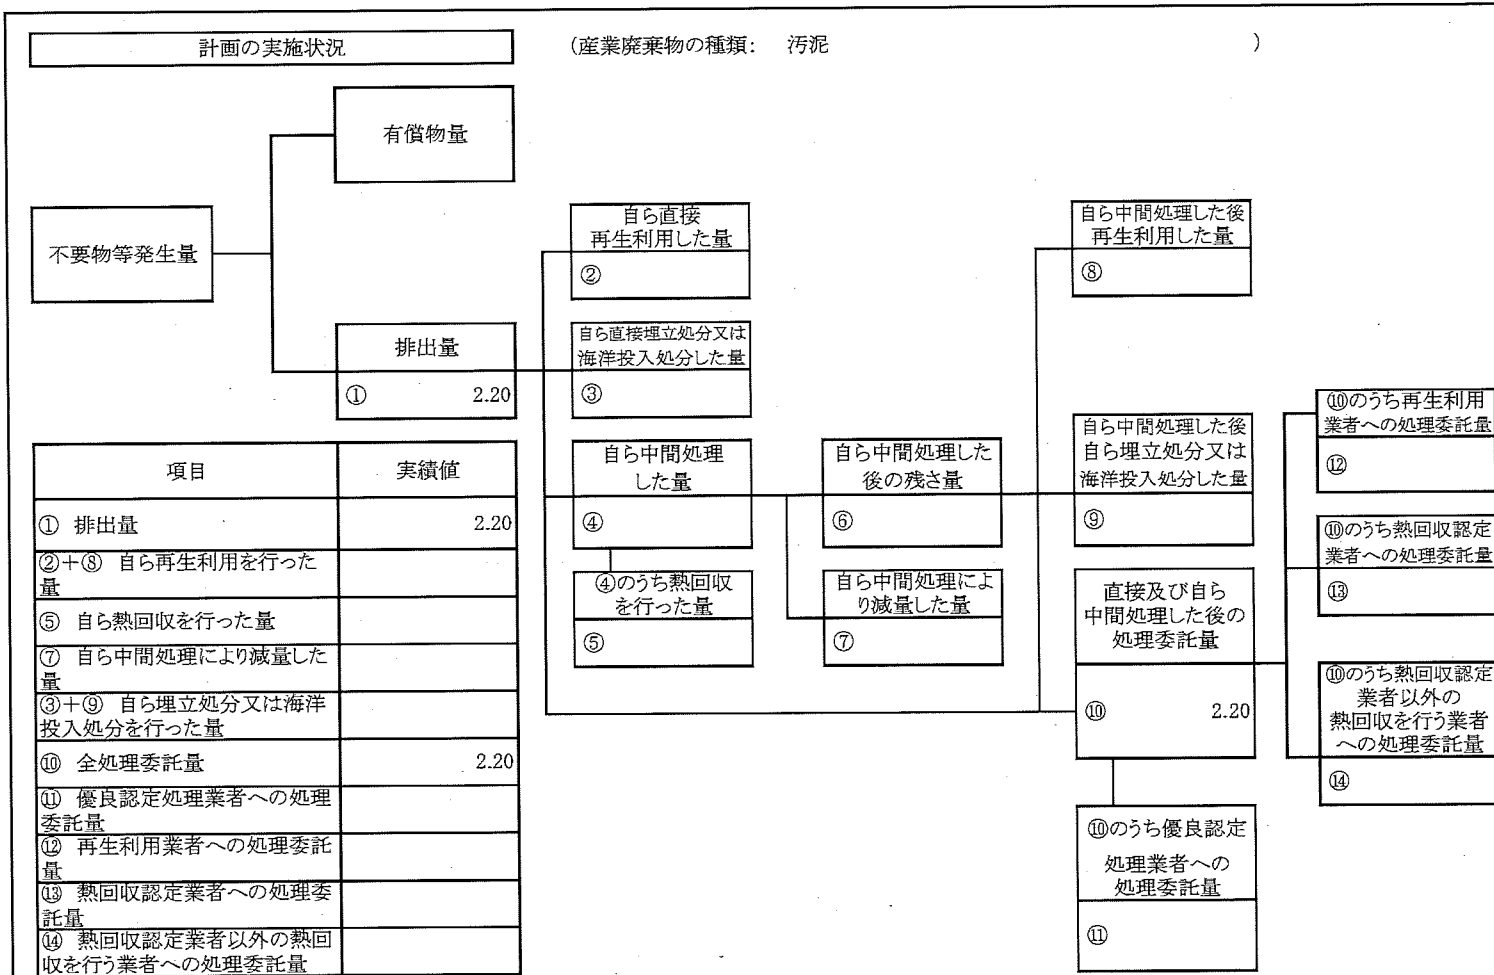 計画の実施状況
(産業廃棄物の種類: 汚泥 )
有償物量
不要物等発生量
排出量
① 2.20
自ら直接
再生利用した量
②
自ら直接埋立処分又は
海洋投入処分した量
③
自ら中間処理
した量
④
④のうち熱回収
を行った量
⑤
自ら中間処理した
後の残さ量
⑥
自ら中間処理によ
り減量した量
⑦
自ら中間処理した後
再生利用した量
⑧
自ら中間処理した後
自ら埋立処分又は
海洋投入処分した量
⑨
直接及び自ら
中間処理した後の
処理委託量
⑩ 2.20
⑩のうち優良認定
処理業者への
処理委託量
⑪
⑩のうち再生利用
業者への処理委託量
⑫
⑩のうち熱回収認定
業者への処理委託量
⑬
⑩のうち熱回収認定
業者以外の
熱回収を行う業者
への処理委託量
⑭
項目 実績値
① 排出量 2.20
②+⑧ 自ら再生利用を行った
量
⑤ 自ら熱回収を行った量
⑦ 自ら中間処理により減量した
量
③+⑨ 自ら埋立処分又は海洋
投入処分を行った量
⑩ 全処理委託量 2.20
⑪ 優良認定処理業者への処理
委託量
⑫ 再生利用業者への処理委託
量
⑬ 熱回収認定業者への処理委
託量
⑭ 熱回収認定業者以外の熱回
収を行う業者への処理委託量